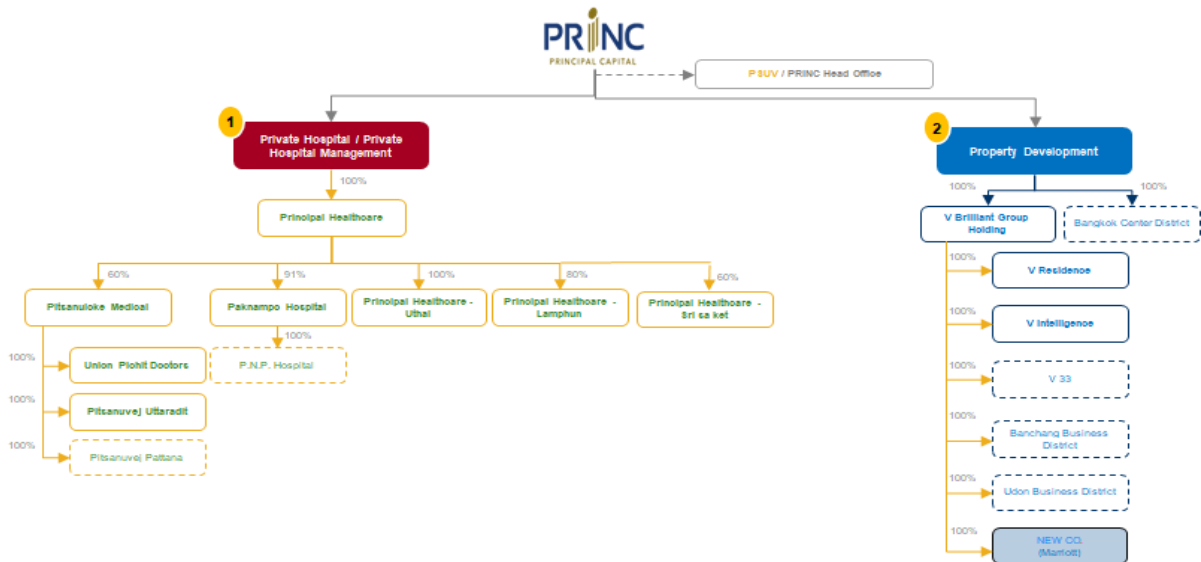 PRINC
PRINCIPAL CAPITAL
PSUV / PRINC Head Office
1
Private Hospital / Private
Hospital Management
2
Property Development
100%
Principal Healthcare
100%
100%
V Brilliant Group
Holding
Bangkok Center District
60%
91%
100%
80%
60%
Pitsanuloke Medical
Paknampo Hospital
Principal Healthcare -
Uthai
Principal Healthcare -
Lamphun
Principal Healthcare -
Sri sa ket
100%
Union Plohit Dootors
100%
P.N.P. Hospital
100%
Pitsanuvej Uttaradit
100%
Pitsanuvej Pattana
100%
V Residence
100%
V Intelligence
100%
V 33
100%
Banchang Business
District
100%
Udon Business District
100%
NEW CO.
(Marriott)